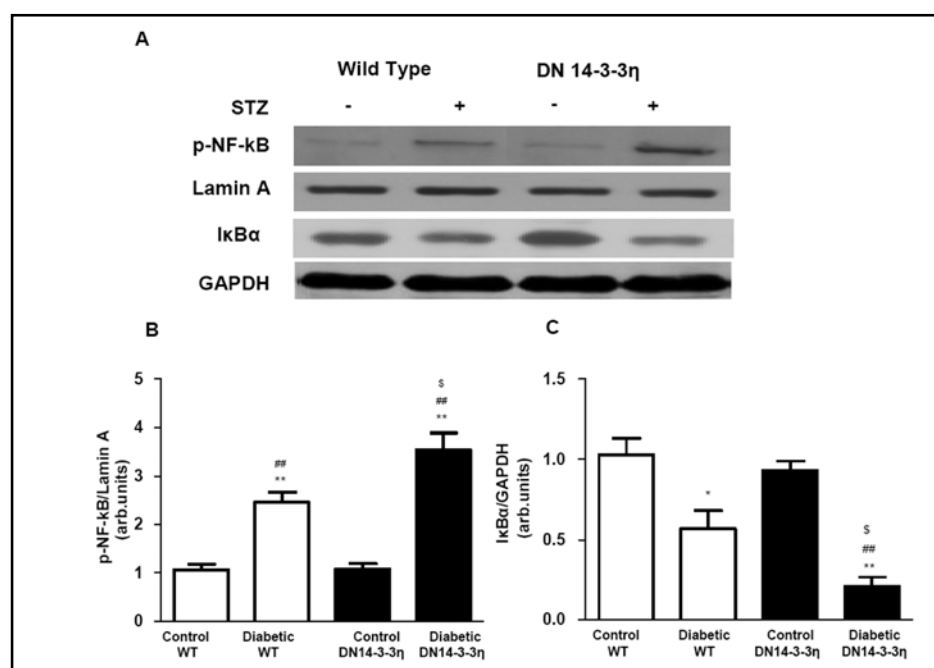 A
Wild Type DN 14-3-3η
STZ - + - +
p-NF-kB
Lamin A
IκBα
GAPDH
B
p-NF-kB/Lamin A
(arb.units)
5
4
3
2
1
0
##
**
$
##
**
Control
WT
Diabetic
WT
Control
DN14-3-3η
Diabetic
DN14-3-3η
C
IκBα/GAPDH
(arb.units)
1.5
1.0
0.5
0.0
*
$
##
**
Control
WT
Diabetic
WT
Control
DN14-3-3η
Diabetic
DN14-3-3η